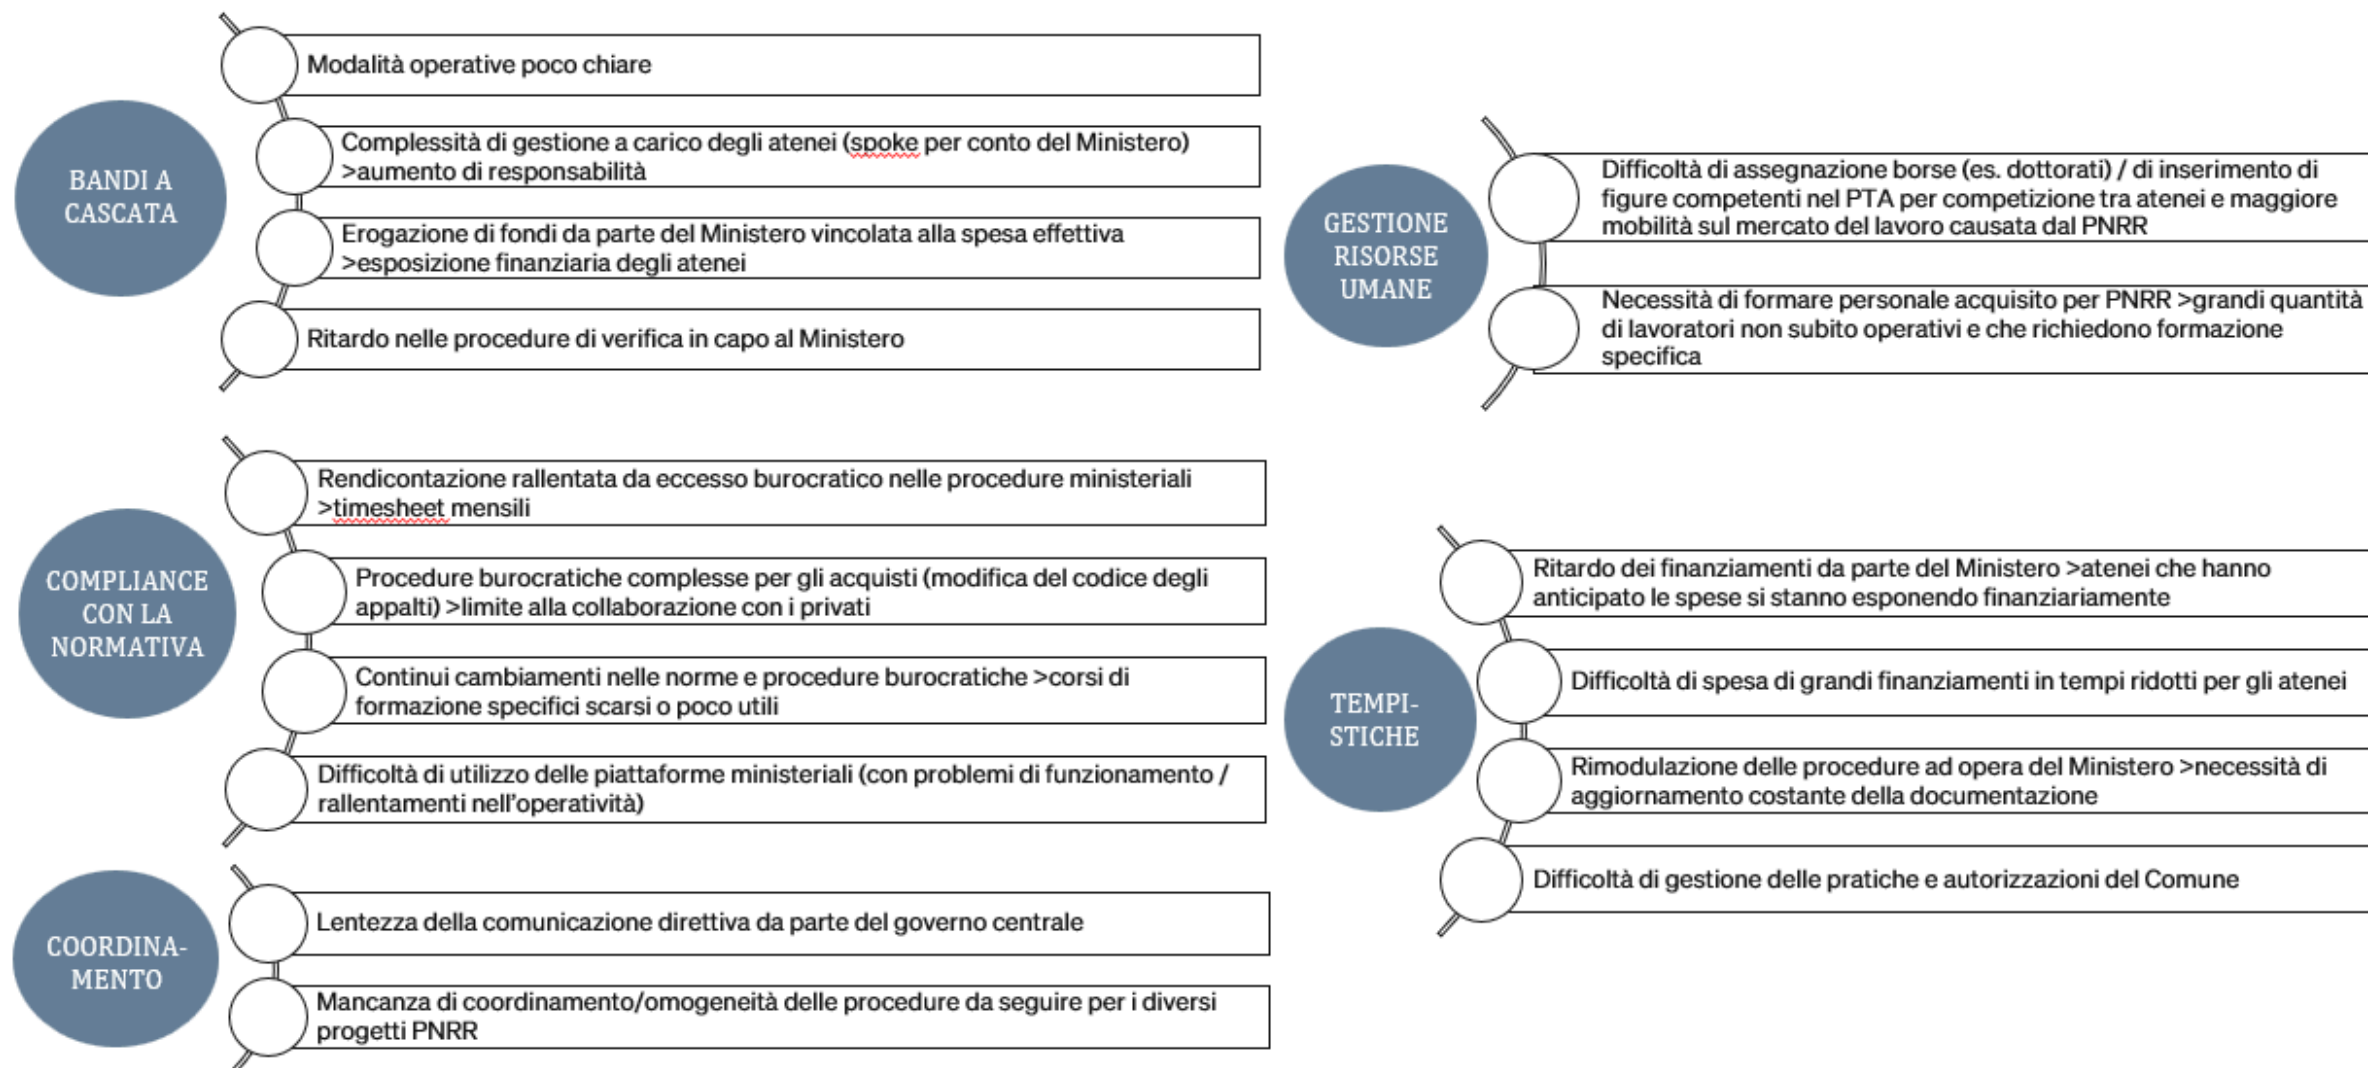 BANDI A
CASCATA
Modalità operative poco chiare
Complessità di gestione a carico degli atenei (spoke per conto del Ministero)
>aumento di responsabilità
Erogazione di fondi da parte del Ministero vincolata alla spesa effettiva
>esposizione finanziaria degli atenei
Ritardo nelle procedure di verifica in capo al Ministero
COMPLIANCE
CON LA
NORMATIVA
Rendicontazione rallentata da eccesso burocratico nelle procedure ministeriali
>timesheet mensili
Procedure burocratiche complesse per gli acquisti (modifica del codice degli
appalti) >limite alla collaborazione con i privati
Continui cambiamenti nelle norme e procedure burocratiche >corsi di
formazione specifici scarsi o poco utili
Difficoltà di utilizzo delle piattaforme ministeriali (con problemi di funzionamento /
rallentamenti nell'operatività)
COORDINA-
MENTO
Lentezza della comunicazione direttiva da parte del governo centrale
Mancanza di coordinamento/omogeneità delle procedure da seguire per i diversi
progetti PNRR
GESTIONE
RISORSE
UMANE
Difficoltà di assegnazione borse (es. dottorati) / di inserimento di
figure competenti nel PTA per competizione tra atenei e maggiore
mobilità sul mercato del lavoro causata dal PNRR
Necessità di formare personale acquisito per PNRR >grandi quantità
di lavoratori non subito operativi e che richiedono formazione
specifica
TEMPI-
STICHE
Ritardo dei finanziamenti da parte del Ministero >atenei che hanno
anticipato le spese si stanno esponendo finanziariamente
Difficoltà di spesa di grandi finanziamenti in tempi ridotti per gli atenei
Rimodulazione delle procedure ad opera del Ministero >necessità di
aggiornamento costante della documentazione
Difficoltà di gestione delle pratiche e autorizzazioni del Comune